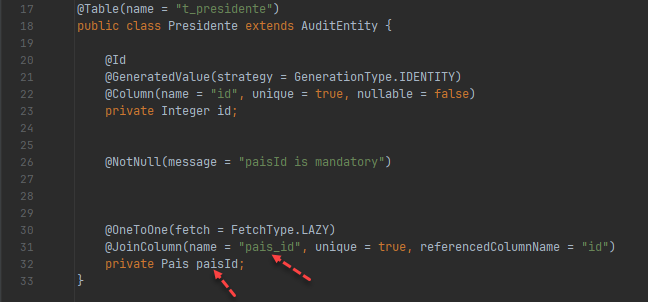 17 @Table(name = "t_presidente")
18 public class Presidente extends AuditEntity {
19
20 @Id
21 @GeneratedValue(strategy = GenerationType.IDENTITY)
22 @Column(name = "id", unique = true, nullable = false)
23 private Integer id;
24
25
26 @NotNull(message = "paisId is mandatory")
27
28
29
30 @OneToOne(fetch = FetchType.LAZY)
31 @JoinColumn(name = "pais_id", unique = true, referencedColumnName = "id")
32 private Pais paisId;
33 }